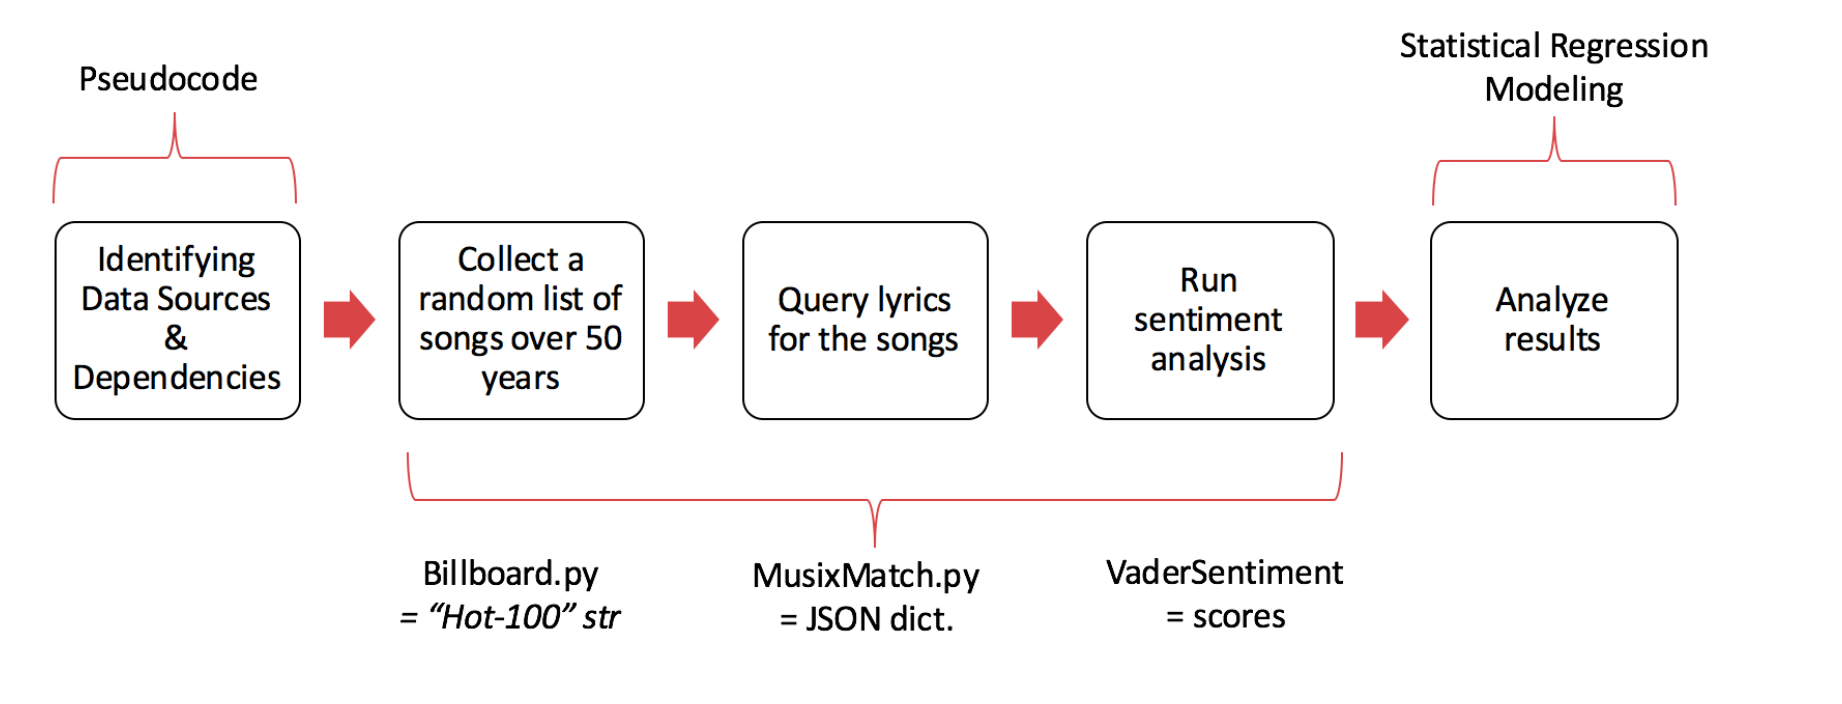 Pseudocode
Statistical Regression
Modeling
Identifying
Data Sources
&
Dependencies
Collect a
random list of
songs over 50
years
Query lyrics
for the songs
Run
sentiment
analysis
Analyze
results
Billboard.py
= “Hot-100” str
MusixMatch.py
= JSON dict.
VaderSentiment
= scores